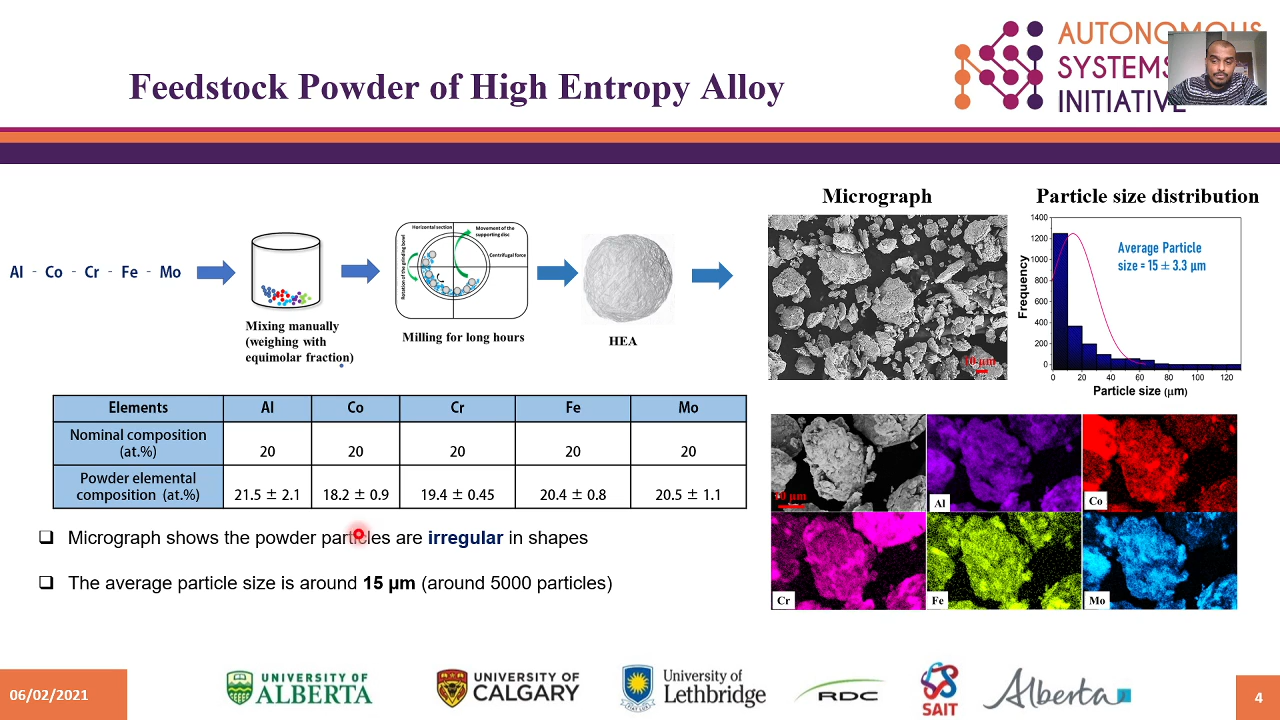 Feedstock Powder of High Entropy Alloy
AUTONOMOUS
SYSTEMS
INITIATIVE
Al - Co - Cr - Fe - Mo
Mixing manually
(weighing with
equimolar fraction)
Horizontal section
Movement of the
supporting disc
Centrifugal force
Rotation of the grinding bowl
Milling for long hours
HEA
Micrograph
10 μm
Particle size distribution
Average Particle
size = 15 ± 3.3 μm
Frequency
1400
1200
1000
800
600
400
200
0
0 20 40 60 80 100 120
Particle size (μm)
Elements Al Co Cr Fe Mo
Nominal composition
(at.%) 20 20 20 20 20
Powder elemental
composition (at.%) 21.5 ± 2.1 18.2 ± 0.9 19.4 ± 0.45 20.4 ± 0.8 20.5 ± 1.1
10 μm
Al
Co
Cr
Fe
Mo
Micrograph shows the powder particles are irregular in shapes
The average particle size is around 15 μm (around 5000 particles)
06/02/2021
UNIVERSITY OF
ALBERTA
UNIVERSITY OF
CALGARY
University of
Lethbridge
RDC
SAIT
Alberta
4